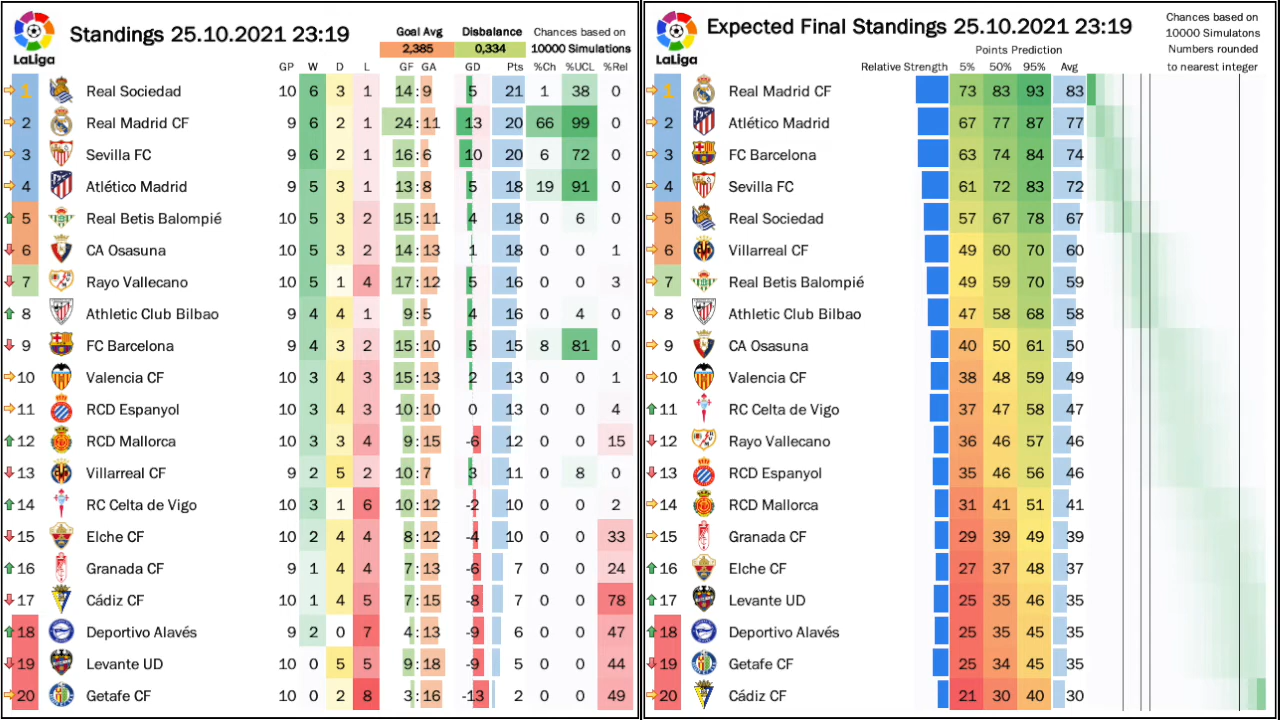 LaLiga
Standings 25.10.2021 23:19
Goal Avg Disbalance Chances based on
2,385 0,334 10000 Simulations
GP W D L GF GA GD Pts %Ch %UCL %Rel
1 Real Sociedad 10 6 3 1 14:9 5 21 1 38 0
2 Real Madrid CF 9 6 2 1 24:11 13 20 66 99 0
3 Sevilla FC 9 6 2 1 16:6 10 20 6 72 0
4 Atlético Madrid 9 5 3 1 13:8 5 18 19 91 0
5 Real Betis Balompié 10 5 3 2 15:11 4 18 0 6 0
6 CA Osasuna 10 5 3 2 14:13 1 18 0 0 1
7 Rayo Vallecano 10 5 1 4 17:12 5 16 0 0 3
8 Athletic Club Bilbao 9 4 4 1 9:5 4 16 0 4 0
9 FC Barcelona 9 4 3 2 15:10 5 15 8 81 0
10 Valencia CF 10 3 4 3 15:13 2 13 0 0 1
11 RCD Espanyol 10 3 4 3 10:10 0 13 0 0 4
12 RCD Mallorca 10 3 3 4 9:15 -6 12 0 0 15
13 Villarreal CF 9 2 5 2 10:7 3 11 0 8 0
14 RC Celta de Vigo 10 3 1 6 10:12 -2 10 0 0 2
15 Elche CF 10 2 4 4 8:12 -4 10 0 0 33
16 Granada CF 9 1 4 4 7:13 -6 7 0 0 24
17 Cádiz CF 10 1 4 5 7:15 -8 7 0 0 78
18 Deportivo Alavés 9 2 0 7 4:13 -9 6 0 0 47
19 Levante UD 10 0 5 5 9:18 -9 5 0 0 44
20 Getafe CF 10 0 2 8 3:16 -13 2 0 0 49
LaLiga
Expected Final Standings 25.10.2021 23:19
Chances based on
10000 Simulatons
Numbers rounded
to nearest integer
Points Prediction
Relative Strength 5% 50% 95% Avg
1 Real Madrid CF 73 83 93 83
2 Atlético Madrid 67 77 87 77
3 FC Barcelona 63 74 84 74
4 Sevilla FC 61 72 83 72
5 Real Sociedad 57 67 78 67
6 Villarreal CF 49 60 70 60
7 Real Betis Balompié 49 59 70 59
8 Athletic Club Bilbao 47 58 68 58
9 CA Osasuna 40 50 61 50
10 Valencia CF 38 48 59 49
11 RC Celta de Vigo 37 47 58 47
12 Rayo Vallecano 36 46 57 46
13 RCD Espanyol 35 46 56 46
14 RCD Mallorca 31 41 51 41
15 Granada CF 29 39 49 39
16 Elche CF 27 37 48 37
17 Levante UD 25 35 46 35
18 Deportivo Alavés 25 35 45 35
19 Getafe CF 25 34 45 35
20 Cádiz CF 21 30 40 30